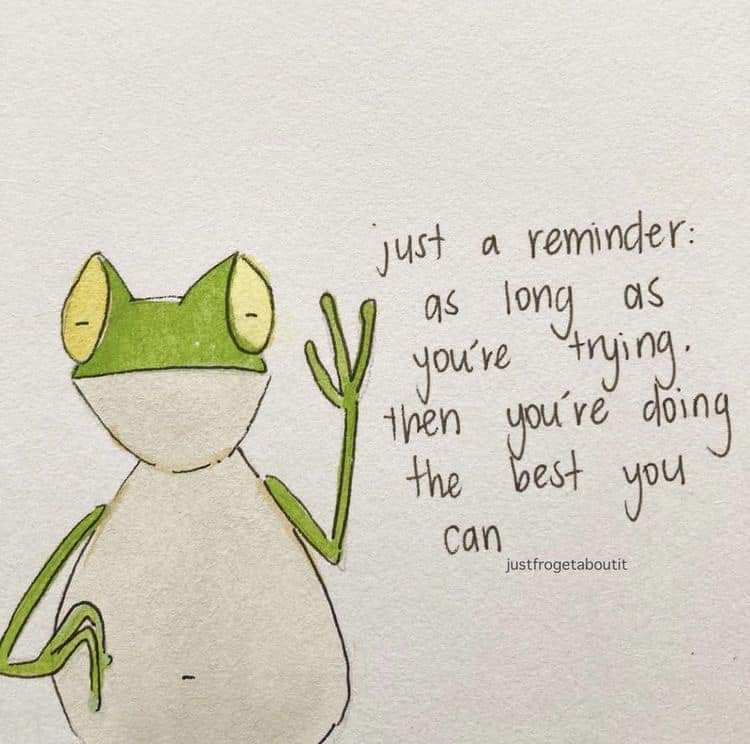 just a reminder:
as long as
you're trying.
then you're doing
the best you
can
justfrogetaboutit